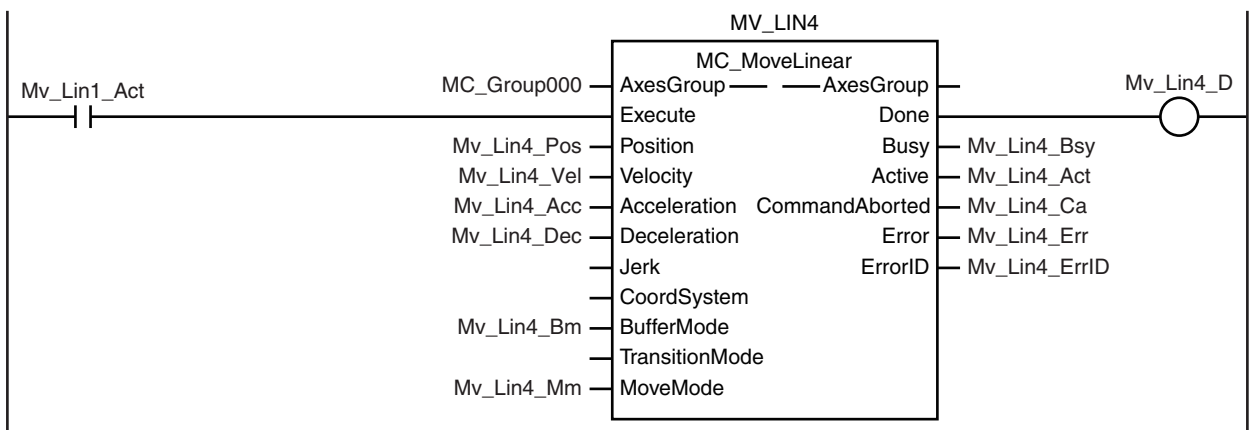 MV_LIN4
MC_MoveLinear
Mv_Lin1_Act
MC_Group000 AxesGroup AxesGroup Mv_Lin4_D
Execute Done
Mv_Lin4_Pos Position Busy Mv_Lin4_Bsy
Mv_Lin4_Vel Velocity Active Mv_Lin4_Act
Mv_Lin4_Acc Acceleration CommandAborted Mv_Lin4_Ca
Mv_Lin4_Dec Deceleration Error Mv_Lin4_Err
Jerk ErrorID Mv_Lin4_ErrID
CoordSystem
Mv_Lin4_Bm BufferMode
TransitionMode
Mv_Lin4_Mm MoveMode